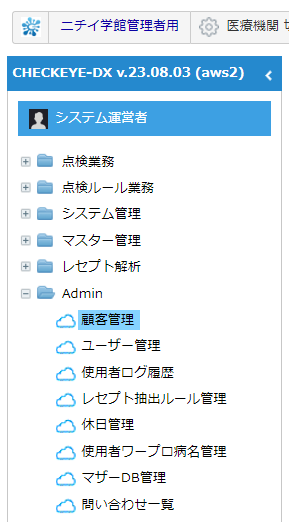 ニチイ学館管理者用 医療機関
CHECKEYE-DX v.23.08.03 (aws2)
システム運営者
点検業務
点検ルール業務
システム管理
マスター管理
レセプト解析
Admin
顧客管理
ユーザー管理
使用者ログ履歴
レセプト抽出ルール管理
休日管理
使用者ワープロ病名管理
マザーDB管理
問い合わせ一覧